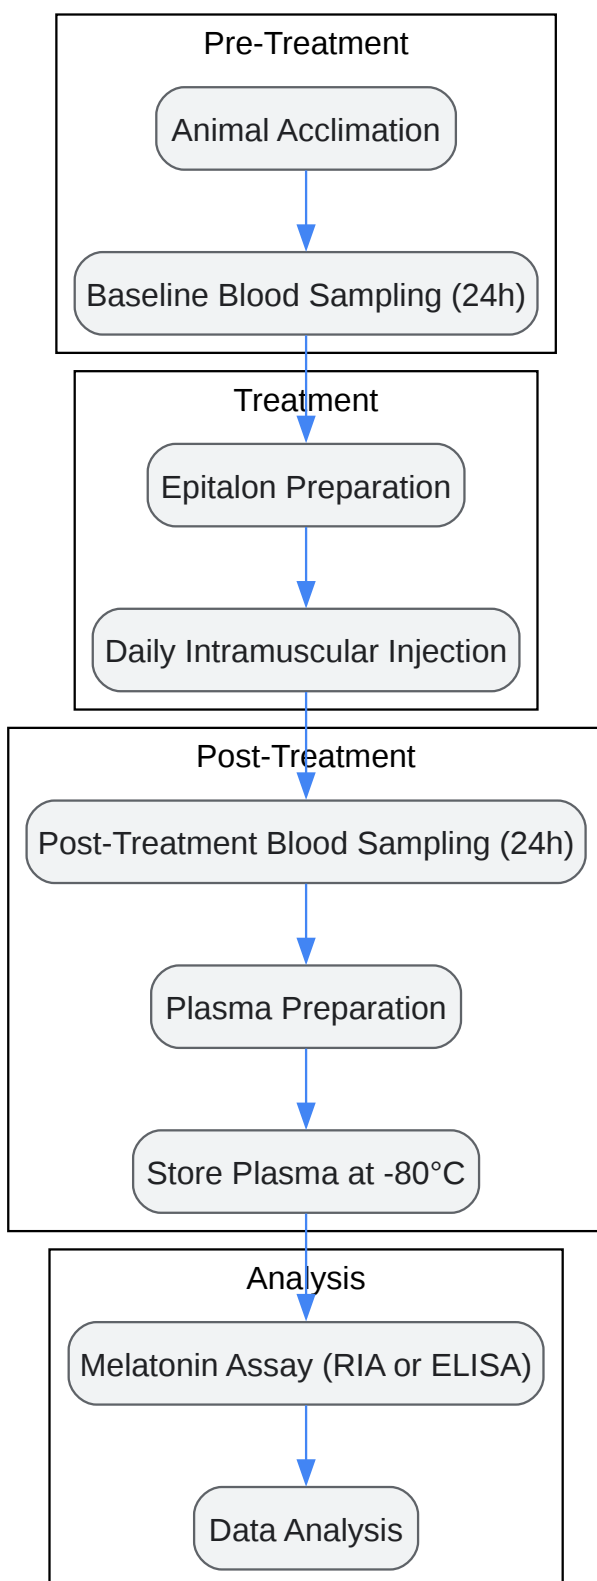 Pre-Treatment
Animal Acclimation
Baseline Blood Sampling (24h)
Treatment
Epitalon Preparation
Daily Intramuscular Injection
Post-Treatment
Post-Treatment Blood Sampling (24h)
Plasma Preparation
Store Plasma at -80°C
Analysis
Melatonin Assay (RIA or ELISA)
Data Analysis